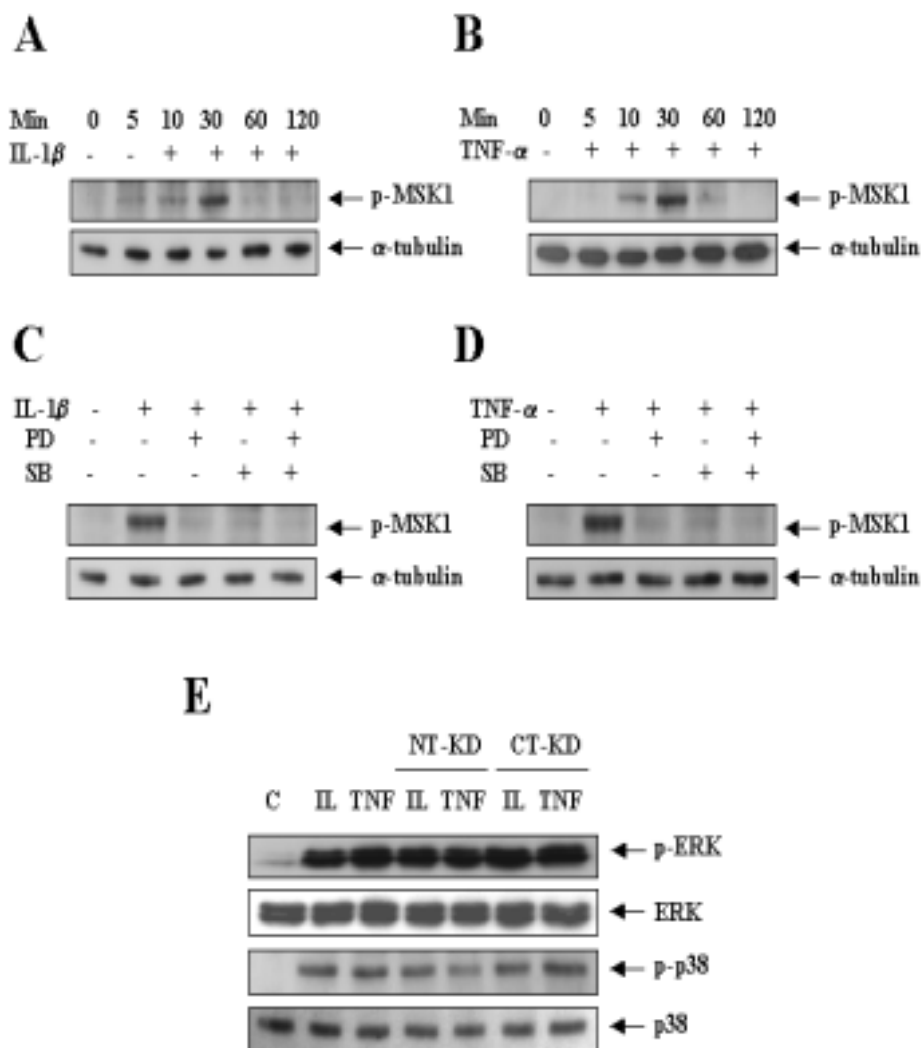 A
Min 0 5 10 30 60 120
IL-1β - - + + + +
p-MSK1
α-tubulin
B
Min 0 5 10 30 60 120
TNF-α - + + + + +
p-MSK1
α-tubulin
C
IL-1β - + + + +
PD - - + - +
SB - - - + +
p-MSK1
α-tubulin
D
TNF-α - + + + +
PD - - + - +
SB - - - + +
p-MSK1
α-tubulin
E
NT-KD CT-KD
C IL TNF IL TNF IL TNF
p-ERK
ERK
p-p38
p38